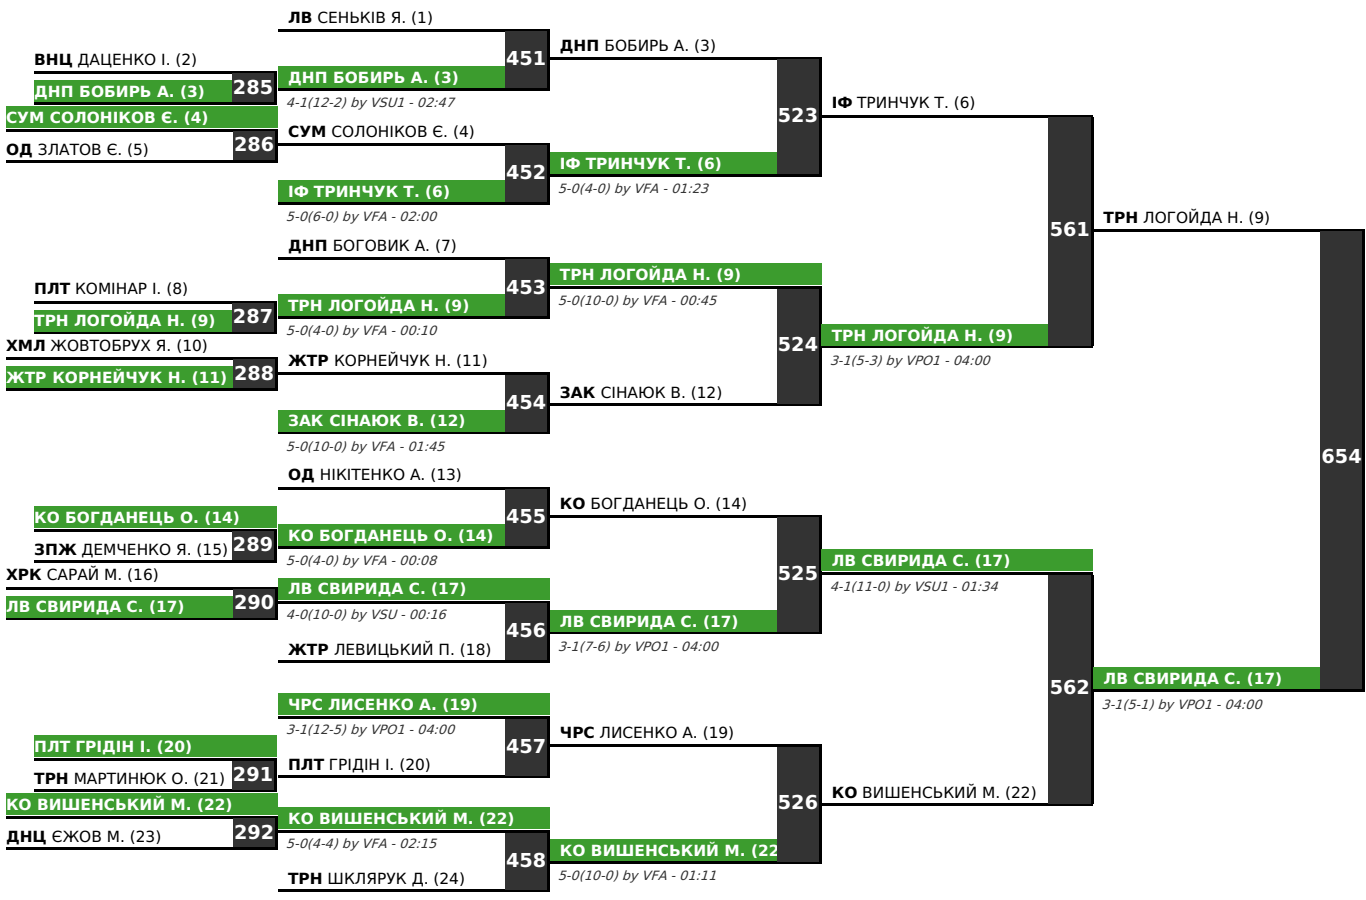 ЛВ СЕНЬКІВ Я. (1)
ВНЦ ДАЦЕНКО І. (2)
285
ДНП БОБИРЬ А. (3)
СУМ СОЛОНІКОВ Є. (4)
286
ОД ЗЛАТОВ Є. (5)
451
ДНП БОБИРЬ А. (3)
4-1(12-2) by VSU1 - 02:47
СУМ СОЛОНІКОВ Є. (4)
452
ІФ ТРИНЧУК Т. (6)
5-0(6-0) by VFA - 02:00
ДНП БОБИРЬ А. (3)
523
ІФ ТРИНЧУК Т. (6)
5-0(4-0) by VFA - 01:23
ДНП БОГОВИК А. (7)
ПЛТ КОМІНАР І. (8)
287
ТРН ЛОГОЙДА Н. (9)
ХМЛ ЖОВТОБРУХ Я. (10)
288
ЖТР КОРНЕЙЧУК Н. (11)
453
ТРН ЛОГОЙДА Н. (9)
5-0(4-0) by VFA - 00:10
ЖТР КОРНЕЙЧУК Н. (11)
454
ЗАК СІНАЮК В. (12)
5-0(10-0) by VFA - 01:45
ТРН ЛОГОЙДА Н. (9)
5-0(10-0) by VFA - 00:45
524
ЗАК СІНАЮК В. (12)
ІФ ТРИНЧУК Т. (6)
561
ТРН ЛОГОЙДА Н. (9)
3-1(5-3) by VPO1 - 04:00
ОД НІКІТЕНКО А. (13)
КО БОГДАНЕЦЬ О. (14)
289
ЗПЖ ДЕМЧЕНКО Я. (15)
ХРК САРАЙ М. (16)
290
ЛВ СВИРИДА С. (17)
455
КО БОГДАНЕЦЬ О. (14)
5-0(4-0) by VFA - 00:08
ЛВ СВИРИДА С. (17)
4-0(10-0) by VSU - 00:16
456
ЖТР ЛЕВИЦЬКИЙ П. (18)
КО БОГДАНЕЦЬ О. (14)
525
ЛВ СВИРИДА С. (17)
3-1(7-6) by VPO1 - 04:00
ЧРС ЛИСЕНКО А. (19)
3-1(12-5) by VPO1 - 04:00
457
ПЛТ ГРІДІН І. (20)
ПЛТ ГРІДІН І. (20)
291
ТРН МАРТИНЮК О. (21)
КО ВИШЕНСЬКИЙ М. (22)
292
ДНЦ ЄЖОВ М. (23)
КО ВИШЕНСЬКИЙ М. (22)
5-0(4-4) by VFA - 02:15
458
ТРН ШКЛЯРУК Д. (24)
ЧРС ЛИСЕНКО А. (19)
526
КО ВИШЕНСЬКИЙ М. (22
5-0(10-0) by VFA - 01:11
ЛВ СВИРИДА С. (17)
4-1(11-0) by VSU1 - 01:34
562
КО ВИШЕНСЬКИЙ М. (22)
ТРН ЛОГОЙДА Н. (9)
654
ЛВ СВИРИДА С. (17)
3-1(5-1) by VPO1 - 04:00